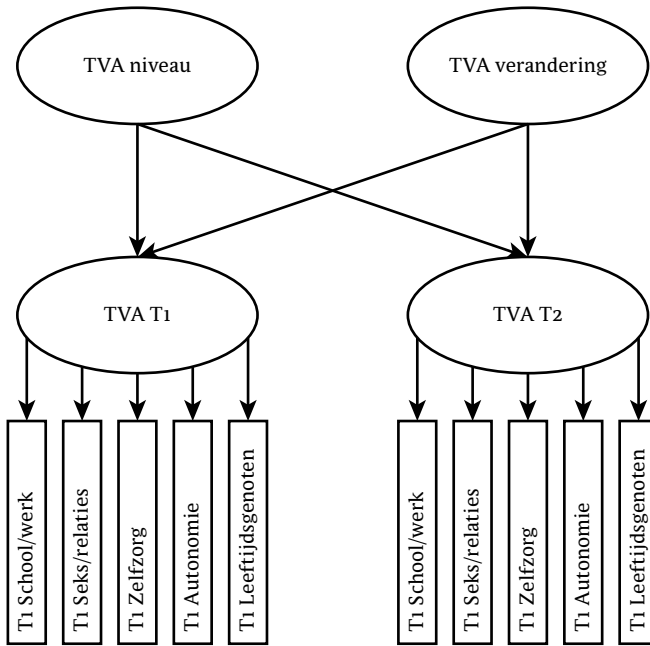 TVA niveau
TVA verandering
TVA T1
TVA T2
T1 School/werk
T1 Seks/relaties
T1 Zelfzorg
T1 Autonomie
T1 Leeftijdsgenoten
T1 School/werk
T1 Seks/relaties
T1 Zelfzorg
T1 Autonomie
T1 Leeftijdsgenoten